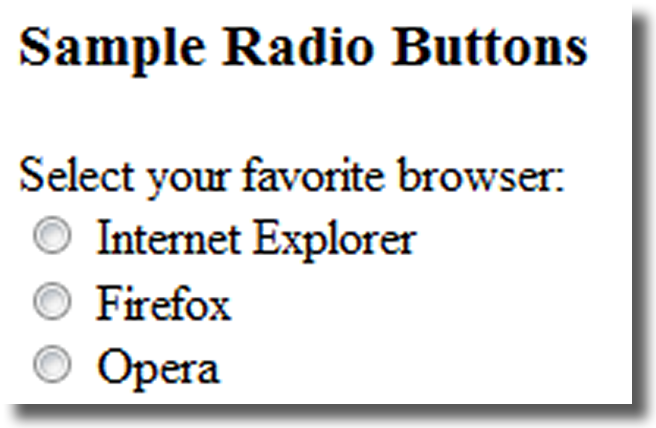 Sample Radio Buttons
Select your favorite browser:
Internet Explorer
Firefox
Opera